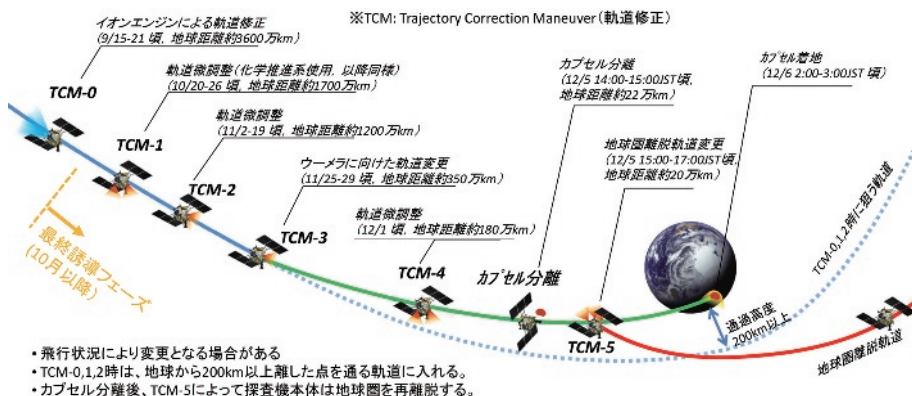 ※TCM: Trajectory Correction Maneuver(軌道修正)
イオンエンジンによる軌道修正
(9/15-21 頃, 地球距離約3600万km)
TCM-0
軌道微調整(化学推進系使用, 以降同様)
(10/20-26 頃, 地球距離約1700万km)
TCM-1
軌道微調整
(11/2-19 頃, 地球距離約1200万km)
TCM-2
ウーメラに向けた軌道変更
(11/25-29 頃, 地球距離約350万km)
TCM-3
軌道微調整
(12/1 頃, 地球距離約180万km)
TCM-4
カプセル分離
(12/5 14:00-15:00JST頃,
地球距離約22万km)
カプセル分離
地球圏離脱軌道変更
(12/5 15:00-17:00JST頃,
地球距離約20万km)
TCM-5
カプセル着地
(12/6 2:00-3:00JST 頃)
TCM-0,1,2時に狙う軌道
通過高度
200km以上
地球圏離脱軌道
最終誘導フェーズ
(10月以降)
• 飛行状況により変更となる場合がある
• TCM-0,1,2時は、地球から200km以上離した点を通る軌道に入れる。
• カプセル分離後、TCM-5によって探査機本体は地球圏を再離脱する。